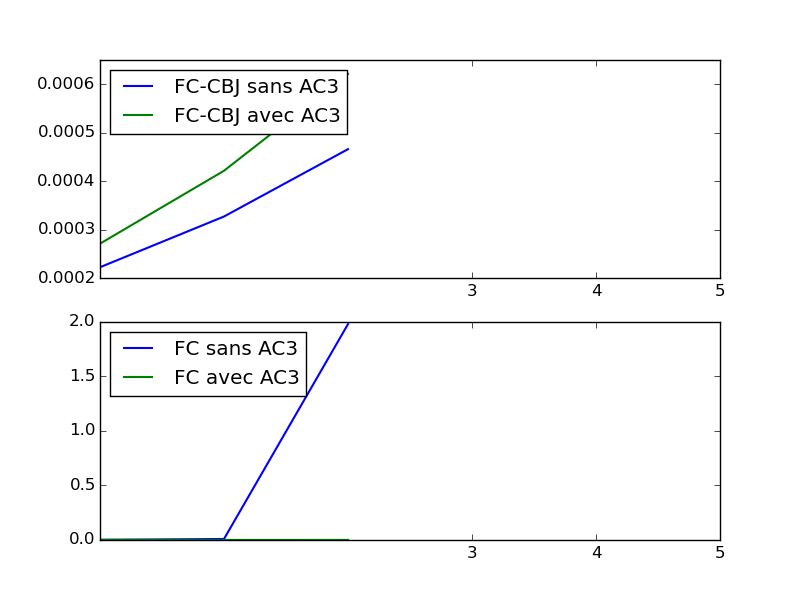 0.0006
0.0005
0.0004
0.0003
0.0002
FC-CBJ sans AC3
FC-CBJ avec AC3
3 4 5
2.0
1.5
1.0
0.5
0.0
FC sans AC3
FC avec AC3
3 4 5